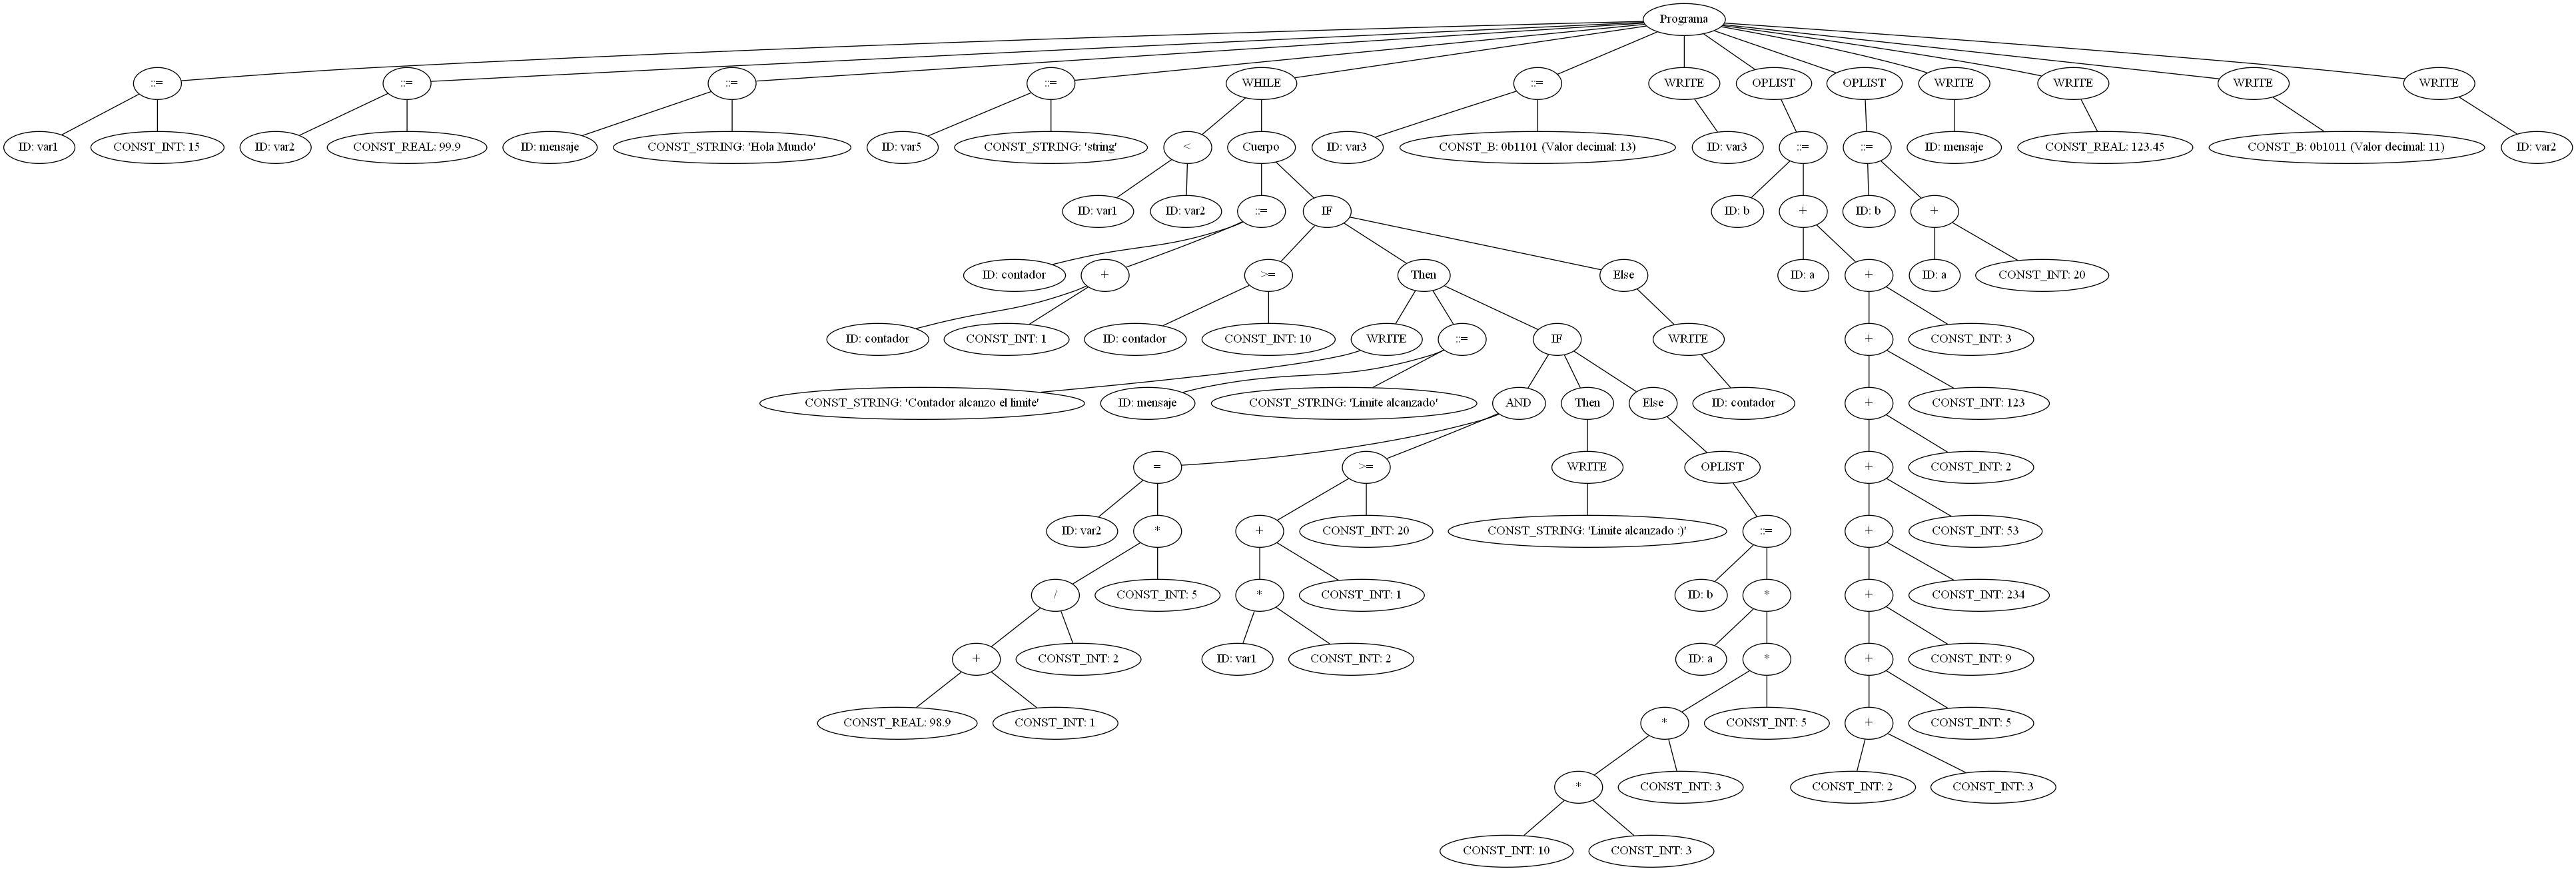 Programa
::= ::= ::= ::= WHILE ::= WRITE OPLIST OPLIST WRITE WRITE WRITE WRITE
ID: var1 CONST_INT: 15 ID: var2 CONST_REAL: 99.9 ID: mensaje CONST_STRING: 'Hola Mundo' ID: var5 CONST_STRING: 'string' < Cuerpo ID: var3 CONST_B: 0b1101 (Valor decimal: 13) ID: var3 ::= ::= ID: mensaje CONST_REAL: 123.45 CONST_B: 0b1011 (Valor decimal: 11) ID: var2
ID: var1 ID: var2 ::= IF ID: b + ID: b +
ID: contador + >= Then Else ID: a + ID: a CONST_INT: 20
ID: contador CONST_INT: 1 ID: contador CONST_INT: 10 WRITE ::= IF WRITE + CONST_INT: 3
CONST_STRING: 'Contador alcanzo el limite' ID: mensaje CONST_STRING: 'Limite alcanzado' AND Then Else ID: contador + CONST_INT: 123
= >= WRITE OPLIST + CONST_INT: 2
ID: var2 * + CONST_INT: 20 CONST_STRING: 'Limite alcanzado :)' ::= + CONST_INT: 53
/ CONST_INT: 5 * CONST_INT: 1 ID: b * + CONST_INT: 234
+ CONST_INT: 2 ID: var1 CONST_INT: 2 ID: a * + CONST_INT: 9
CONST_REAL: 98.9 CONST_INT: 1 * CONST_INT: 5 + CONST_INT: 5
* CONST_INT: 3 CONST_INT: 2 CONST_INT: 3
CONST_INT: 10 CONST_INT: 3